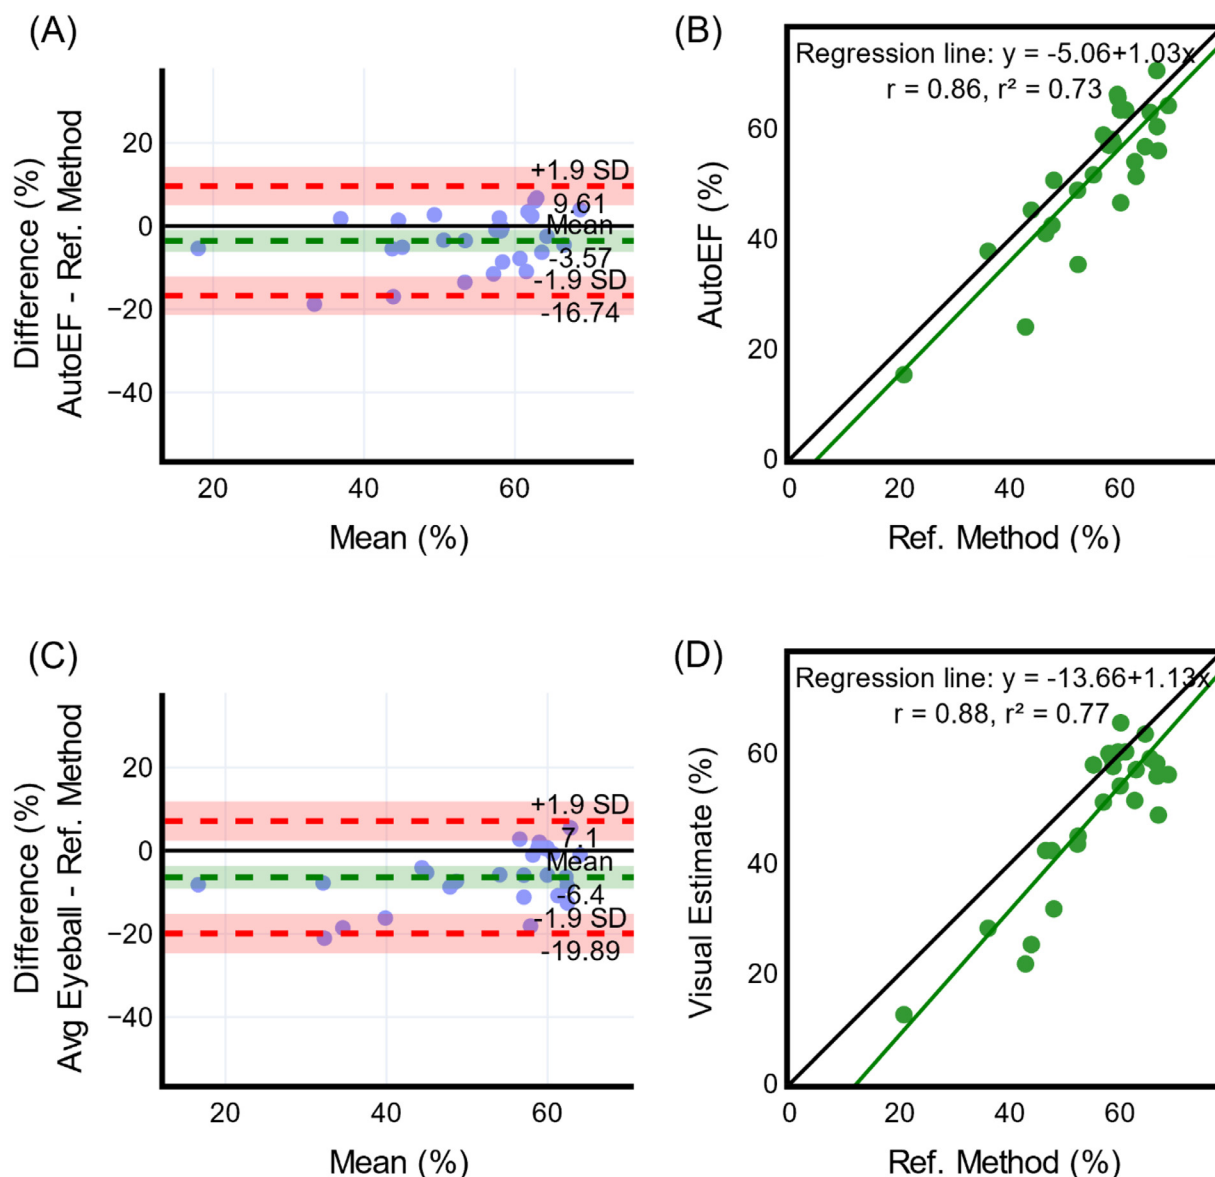 (A)
Difference (%)
AutoEF - Ref. Method
20
0
−20
−40
+1.9 SD
9.61
Mean
-3.57
-1.9 SD
-16.74
20
40
60
Mean (%)
(B)
Regression line: y = -5.06+1.03x
r = 0.86, r² = 0.73
AutoEF (%)
60
40
20
0
0
20
40
60
Ref. Method (%)
(C)
Difference (%)
Avg Eyeball - Ref. Method
20
0
−20
−40
+1.9 SD
7.1
Mean
-6.4
-1.9 SD
-19.89
20
40
60
Mean (%)
(D)
Regression line: y = -13.66+1.13x
r = 0.88, r² = 0.77
Visual Estimate (%)
60
40
20
0
0
20
40
60
Ref. Method (%)